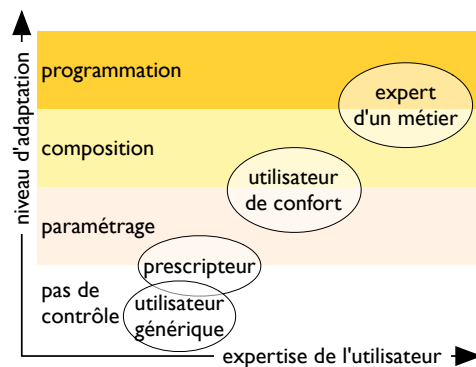 niveau d'adaptation
programmation
expert
d'un métier
composition
utilisateur
de confort
paramétrage
prescripteur
pas de
contrôle
utilisateur
générique
expertise de l'utilisateur